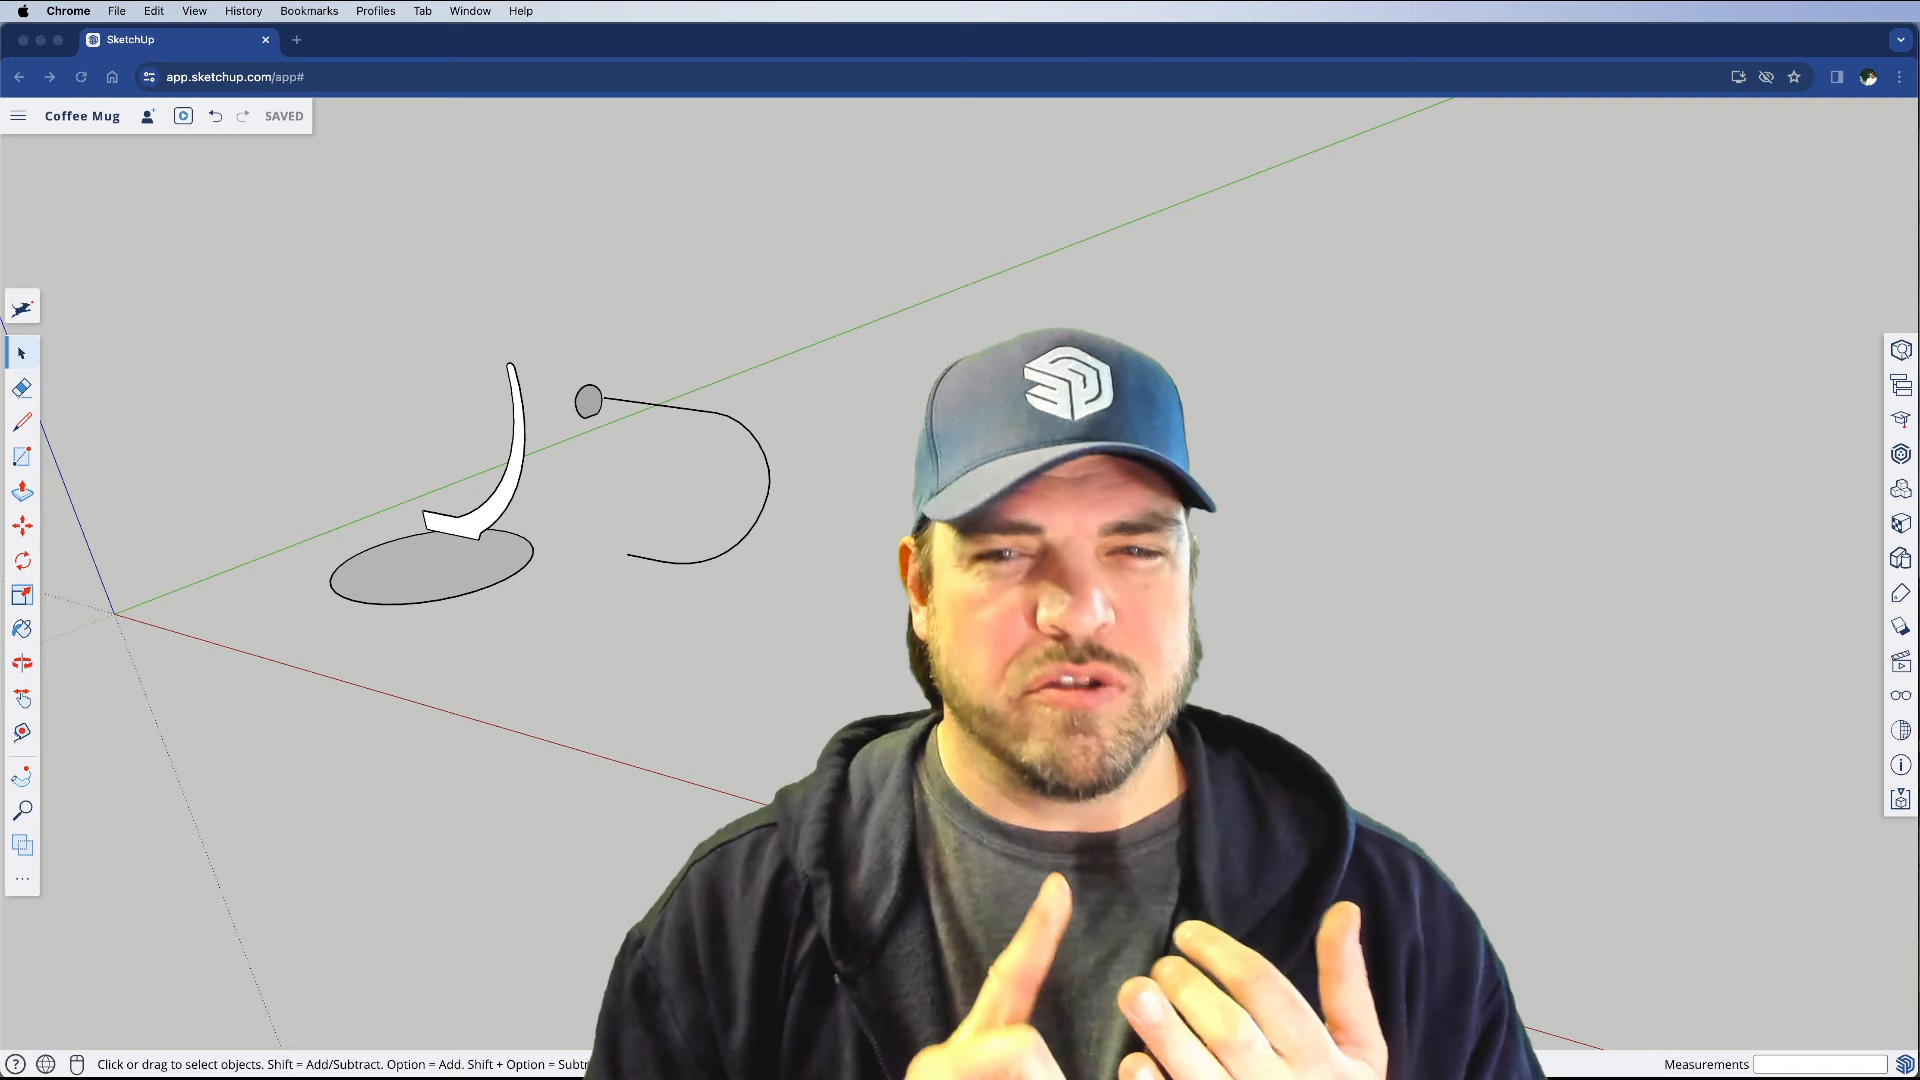 Chrome File Edit View History Bookmarks Profiles Tab Window Help
SketchUp
app.sketchup.com/app#
Coffee Mug SAVED
Click or drag to select objects. Shift = Add/Subtract. Option = Add. Shift + Option = Subtr
Measurements